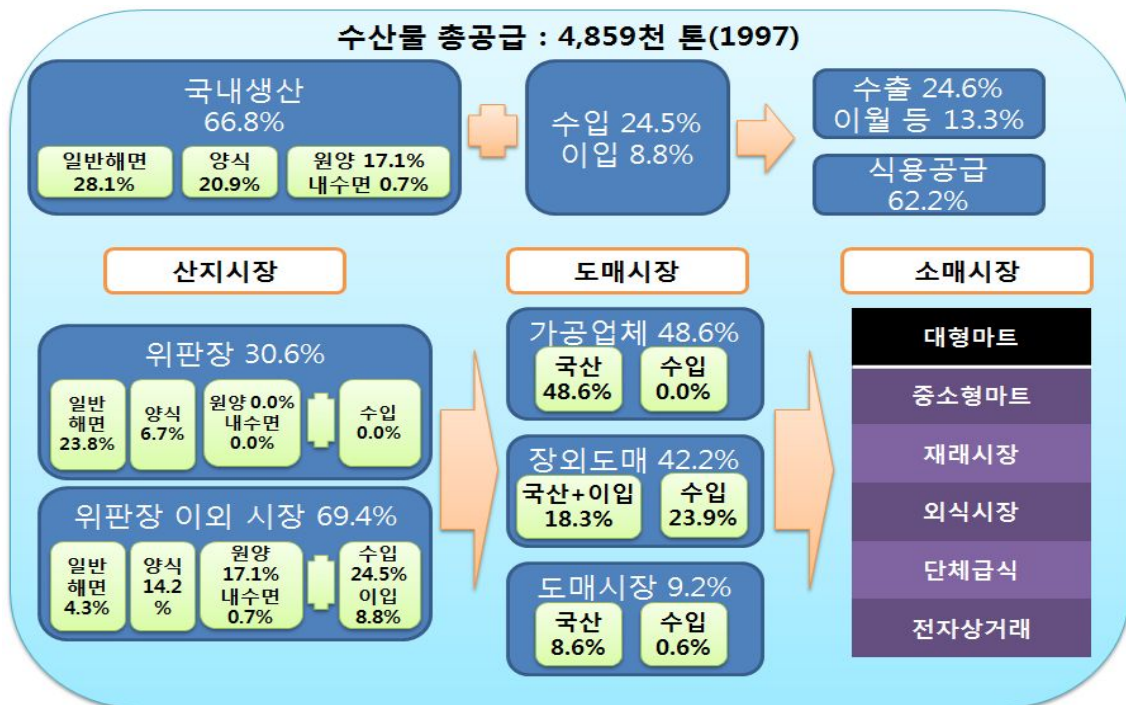 수산물 총공급 : 4,859천 톤(1997)
국내생산
66.8%
일반해면
28.1%
양식
20.9%
원양 17.1%
내수면 0.7%
수입 24.5%
이입 8.8%
수출 24.6%
이월 등 13.3%
식용공급
62.2%
산지시장
도매시장
소매시장
위판장 30.6%
일반
해면
23.8%
양식
6.7%
원양 0.0%
내수면
0.0%
수입
0.0%
위판장 이외 시장 69.4%
일반
해면
4.3%
양식
14.2
%
원양
17.1%
내수면
0.7%
수입
24.5%
이입
8.8%
가공업체 48.6%
국산
48.6%
수입
0.0%
장외도매 42.2%
국산+이입
18.3%
수입
23.9%
도매시장 9.2%
국산
8.6%
수입
0.6%
대형마트
중소형마트
재래시장
외식시장
단체급식
전자상거래